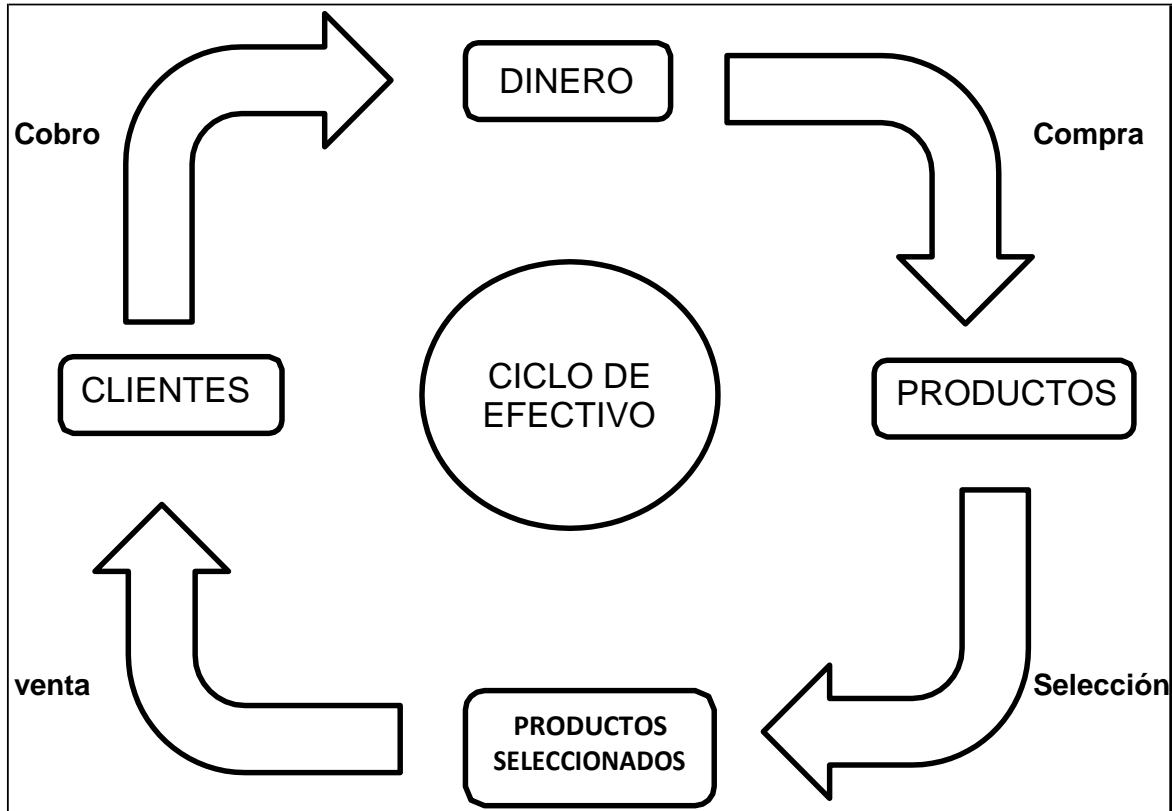 DINERO
Cobro
Compra
CLIENTES
CICLO DE
EFECTIVO
PRODUCTOS
venta
Selección
PRODUCTOS
SELECCIONADOS